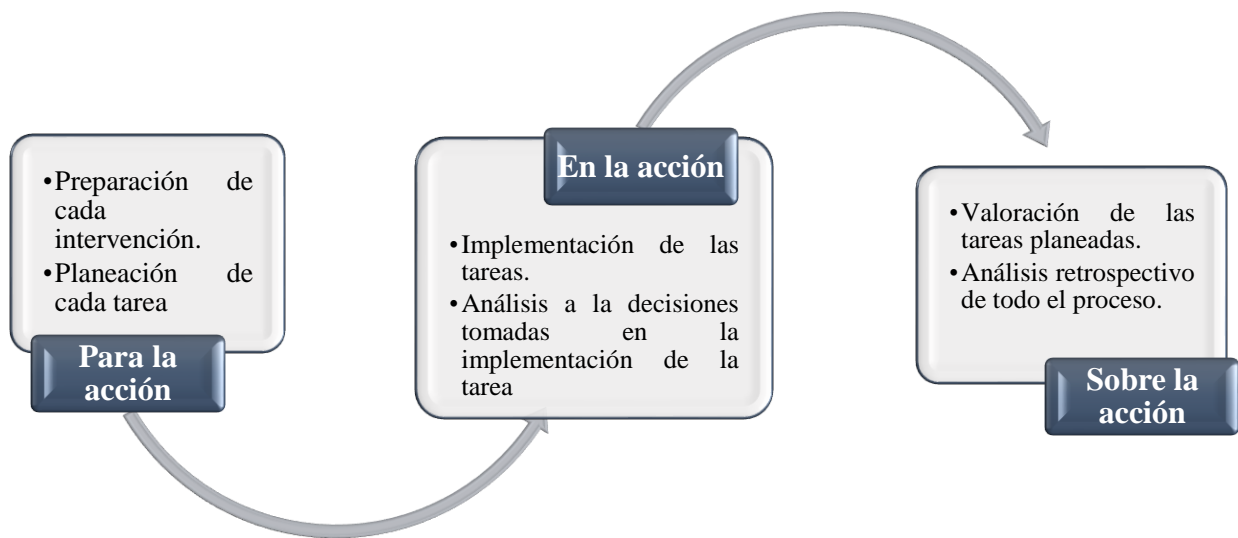 •Preparación de
cada
intervención.
•Planeación de
cada tarea
Para la
acción
En la acción
•Implementación de las
tareas.
•Análisis a la decisiones
tomadas en la
implementación de la
tarea
•Valoración de las
tareas planeadas.
•Análisis retrospectivo
de todo el proceso.
Sobre la
acción